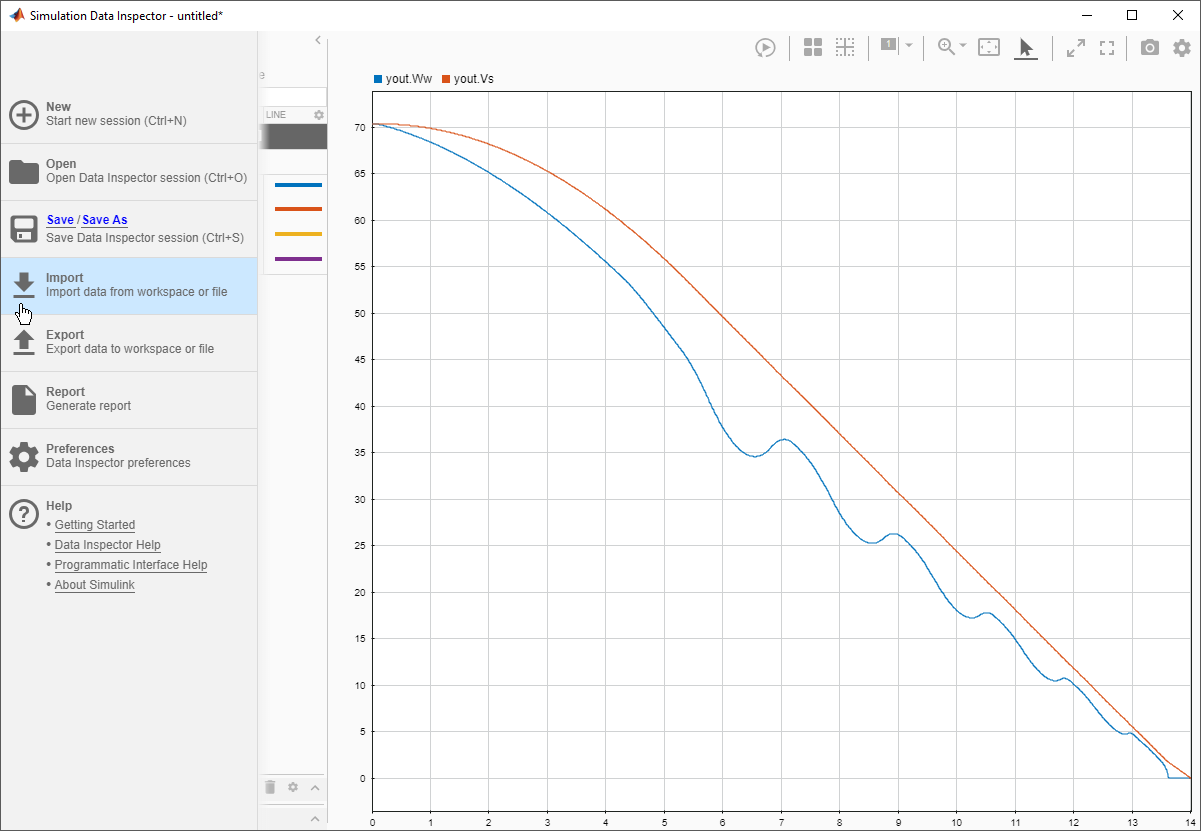 Simulation Data Inspector - untitled*
New
Start new session (Ctrl+N)
Open
Open Data Inspector session (Ctrl+O)
Save / Save As
Save Data Inspector session (Ctrl+S)
Import
Import data from workspace or file
Export
Export data to workspace or file
Report
Generate report
Preferences
Data Inspector preferences
? Help
• Getting Started
• Data Inspector Help
• Programmatic Interface Help
• About Simulink
e
LINE
1
yout.Ww yout.Vs
70
65
60
55
50
45
40
35
30
25
20
15
10
5
0
0 1 2 3 4 5 6 7 8 9 10 11 12 13 14